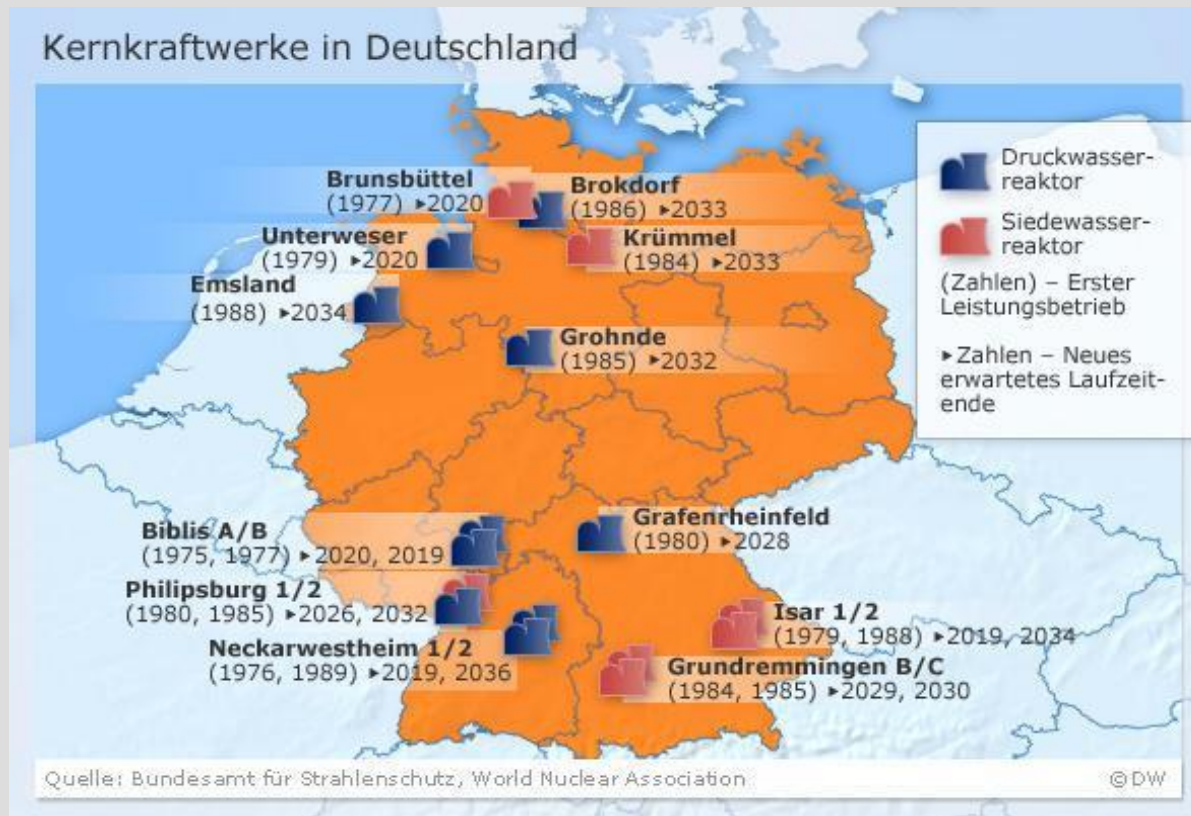 Kernkraftwerke in Deutschland
Brunsbüttel
(1977) ▸2020
Brokdorf
(1986) ▸2033
Unterweser
(1979) ▸2020
Krümmel
(1984) ▸2033
Emsland
(1988) ▸2034
Grohnde
(1985) ▸2032
Druckwasser-
reaktor
Siedewasser-
reaktor
(Zahlen) – Erster
Leistungsbetrieb
▸Zahlen – Neues
erwartetes Laufzeit-
ende
Biblis A/B
(1975, 1977) ▸2020, 2019
Grafenrheinfeld
(1980) ▸2028
Philipsburg 1/2
(1980, 1985) ▸2026, 2032
Isar 1/2
(1979, 1988) ▸2019, 2034
Neckarwestheim 1/2
(1976, 1989) ▸2019, 2036
Grundremmingen B/C
(1984, 1985) ▸2029, 2030
Quelle: Bundesamt für Strahlenschutz, World Nuclear Association
©DW